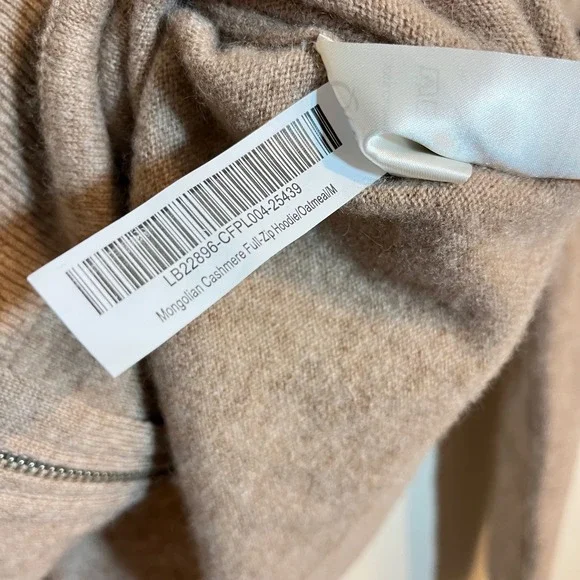 LB22896-CFPL004-25439
Mongolian Cashmere Full-Zip Hoodie/Oatmeal/M